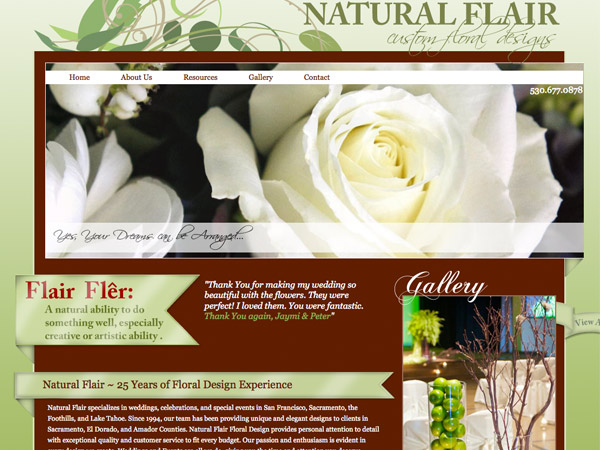 NATURAL FLAIR
custom floral designs
Home About Us Resources Gallery Contact
530.677.0878
Yes, Your Dreams can be Arranged...
Flair Flêr:
A natural ability to do
something well, especially
creative or artistic ability .
"Thank You for making my wedding so
beautiful with the flowers. They were
perfect! I loved them. You were fantastic.
Thank You again, Jaymi & Peter"
Gallery
View
Natural Flair ~ 25 Years of Floral Design Experience
Natural Flair specializes in weddings, celebrations, and special events in San Francisco, Sacramento, the
Foothills, and Lake Tahoe. Since 1994, our team has been providing unique and elegant designs to clients in
Sacramento, El Dorado, and Amador Counties. Natural Flair Floral Design provides personal attention to detail
with exceptional quality and customer service to fit every budget. Our passion and enthusiasm is evident in